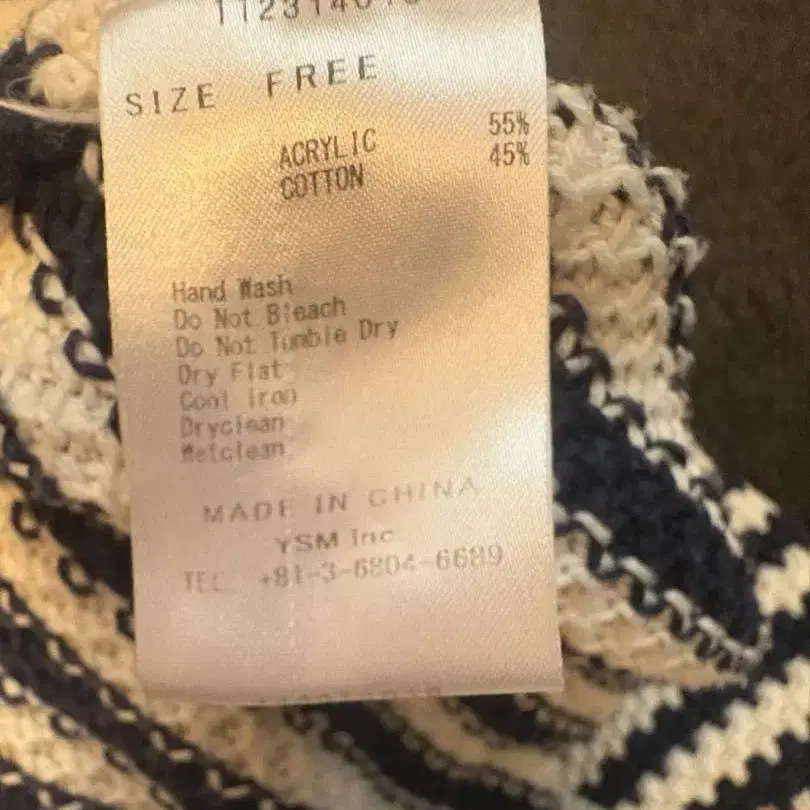 SIZE FREE
ACRYLIC 55%
COTTON 45%
Hand Wash
Do Not Bleach
Do Not Tumble Dry
Dry Flat
Cool Iron
Dryclean
Wetclean
MADE IN CHINA
YSM Inc
TEL +81-3-6804-6689